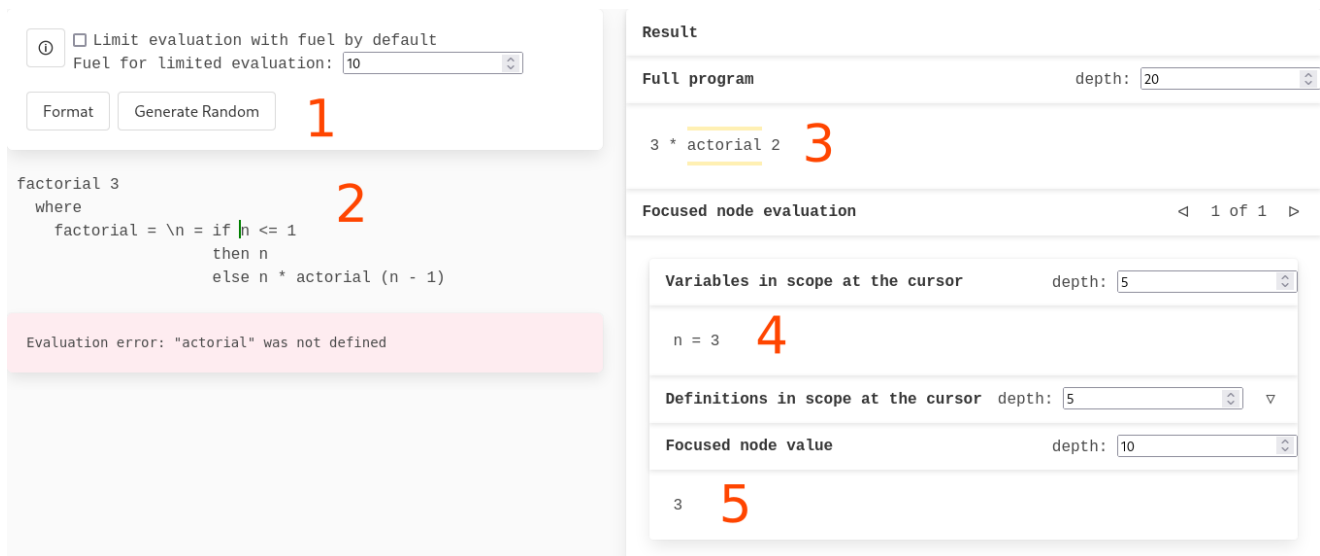 ⓘ
☐ Limit evaluation with fuel by default
Fuel for limited evaluation: 10
Format Generate Random 1
factorial 3
2
where
factorial = \n = if n <= 1
then n
else n * actorial (n - 1)
Evaluation error: "actorial" was not defined
Result
Full program depth: 20
3 * actorial 2 3
Focused node evaluation ◁ 1 of 1 ▷
Variables in scope at the cursor depth: 5
n = 3 4
Definitions in scope at the cursor depth: 5 ▽
Focused node value depth: 10
3 5